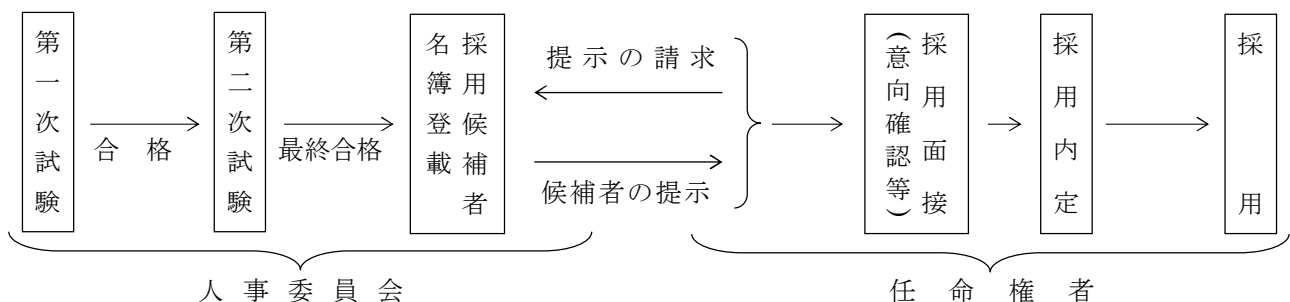 第一次試験
合格
第二次試験
最終合格
採用候補者
名簿登載
提示の請求
候補者の提示
採用面接
（意向確認等）
採用内定
採用
人事委員会
任命権者